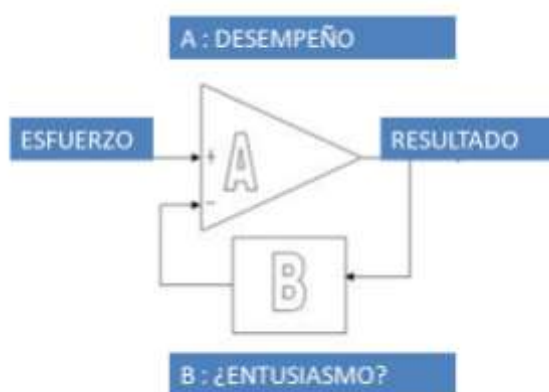 A : DESEMPEÑO
ESFUERZO
+
A
RESULTADO
-
B
B : ¿ENTUSIASMO?